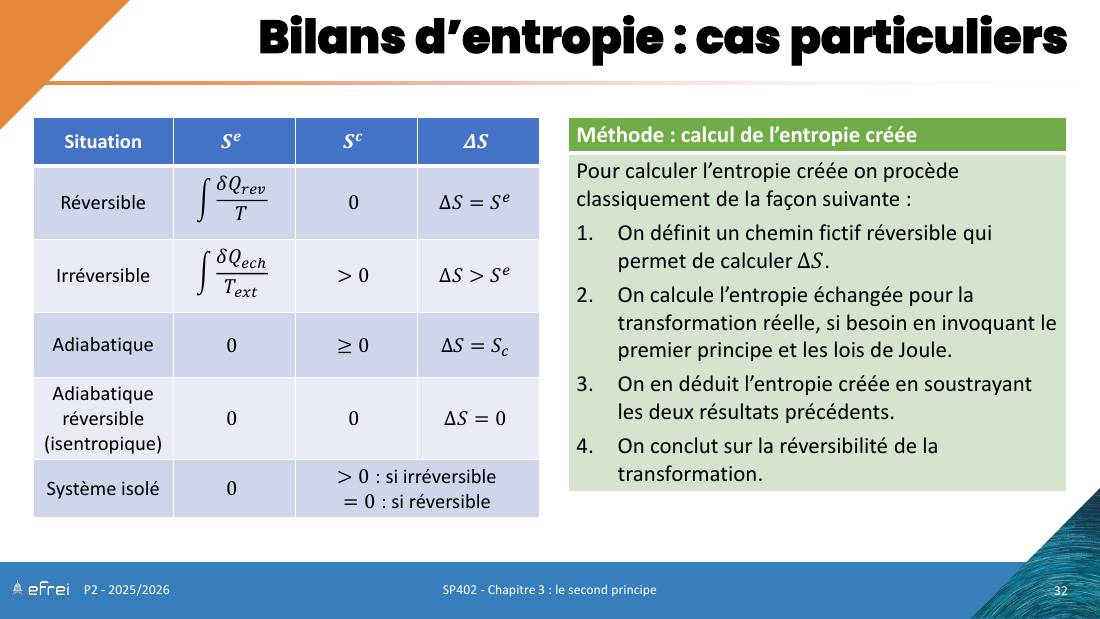 Bilans d’entropie : cas particuliers
Situation	Sᵉ	Sᶜ	ΔS
Réversible	∫ δQ_rev / T	0	ΔS = Sᵉ
Irréversible	∫ δQ_ech / T_ext	> 0	ΔS > Sᵉ
Adiabatique	0	≥ 0	ΔS = S_c
Adiabatique
réversible
(isentropique)	0	0	ΔS = 0
Système isolé	0	> 0 : si irréversible
= 0 : si réversible
Méthode : calcul de l’entropie créée
Pour calculer l’entropie créée on procède
classiquement de la façon suivante :
1. On définit un chemin fictif réversible qui
permet de calculer ΔS.
2. On calcule l’entropie échangée pour la
transformation réelle, si besoin en invoquant le
premier principe et les lois de Joule.
3. On en déduit l’entropie créée en soustrayant
les deux résultats précédents.
4. On conclut sur la réversibilité de la
transformation.
efrei P2 - 2025/2026
SP402 - Chapitre 3 : le second principe
32